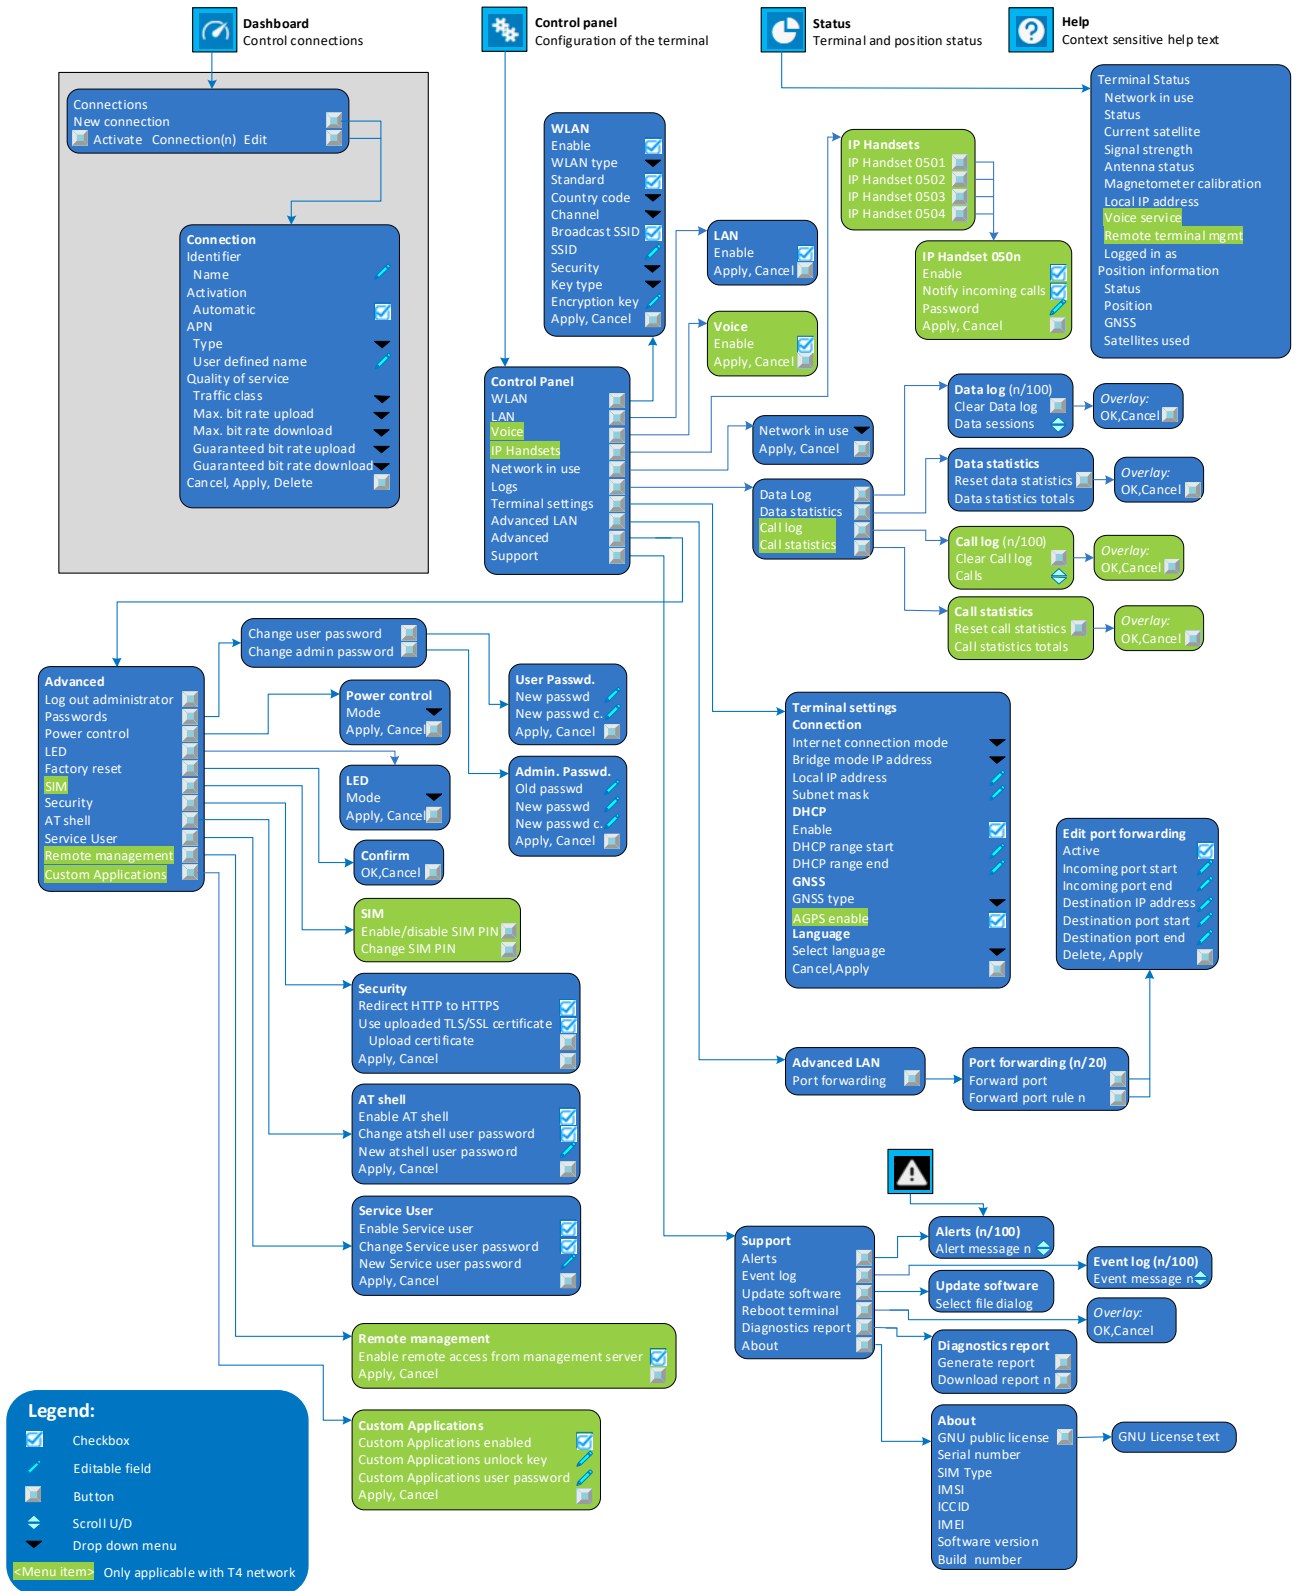 Dashboard
Control connections
Control panel
Configuration of the terminal
Status
Terminal and position status
Help
Context sensitive help text
Connections
New connection
Activate Connection(n) Edit
Connection
Identifier
Name
Activation
Automatic
APN
Type
User defined name
Quality of service
Traffic class
Max. bit rate upload
Max. bit rate download
Guaranteed bit rate upload
Guaranteed bit rate download
Cancel, Apply, Delete
WLAN
Enable
WLAN type
Standard
Country code
Channel
Broadcast SSID
SSID
Security
Key type
Encryption key
Apply, Cancel
LAN
Enable
Apply, Cancel
Voice
Enable
Apply, Cancel
IP Handsets
IP Handset 0501
IP Handset 0502
IP Handset 0503
IP Handset 0504
IP Handset 050n
Enable
Notify incoming calls
Password
Apply, Cancel
Terminal Status
Network in use
Status
Current satellite
Signal strength
Antenna status
Magnetometer calibration
Local IP address
Voice service
Remote terminal mgmt
Logged in as
Position information
Status
Position
GNSS
Satellites used
Control Panel
WLAN
LAN
Voice
IP Handsets
Network in use
Logs
Terminal settings
Advanced LAN
Advanced
Support
Network in use
Apply, Cancel
Data Log
Data statistics
Call log
Call statistics
Data log (n/100)
Clear Data log
Data sessions
Overlay:
OK,Cancel
Data statistics
Reset data statistics
Data statistics totals
Overlay:
OK,Cancel
Call log (n/100)
Clear Call log
Calls
Overlay:
OK,Cancel
Call statistics
Reset call statistics
Call statistics totals
Overlay:
OK,Cancel
Change user password
Change admin password
Advanced
Log out administrator
Passwords
Power control
LED
Factory reset
SIM
Security
AT shell
Service User
Remote management
Custom Applications
Power control
Mode
Apply, Cancel
LED
Mode
Apply, Cancel
Confirm
OK,Cancel
User Passwd.
New passwd
New passwd c.
Apply, Cancel
Admin. Passwd.
Old passwd
New passwd
New passwd c.
Apply, Cancel
SIM
Enable/disable SIM PIN
Change SIM PIN
Security
Redirect HTTP to HTTPS
Use uploaded TLS/SSL certificate
Upload certificate
Apply, Cancel
AT shell
Enable AT shell
Change atshell user password
New atshell user password
Apply, Cancel
Service User
Enable Service user
Change Service user password
New Service user password
Apply, Cancel
Remote management
Enable remote access from management server
Apply, Cancel
Custom Applications
Custom Applications enabled
Custom Applications unlock key
Custom Applications user password
Apply, Cancel
Terminal settings
Connection
Internet connection mode
Bridge mode IP address
Local IP address
Subnet mask
DHCP
Enable
DHCP range start
DHCP range end
GNSS
GNSS type
AGPS enable
Language
Select language
Cancel,Apply
Edit port forwarding
Active
Incoming port start
Incoming port end
Destination IP address
Destination port start
Destination port end
Delete, Apply
Advanced LAN
Port forwarding
Port forwarding (n/20)
Forward port
Forward port rule n
Support
Alerts
Event log
Update software
Reboot terminal
Diagnostics report
About
Alerts (n/100)
Alert message n
Event log (n/100)
Event message n
Update software
Select file dialog
Overlay:
OK,Cancel
Diagnostics report
Generate report
Download report n
About
GNU public license
Serial number
SIM Type
IMSI
ICCID
IMEI
Software version
Build number
GNU License text
Legend:
Checkbox
Editable field
Button
Scroll U/D
Drop down menu
<Menu item> Only applicable with T4 network